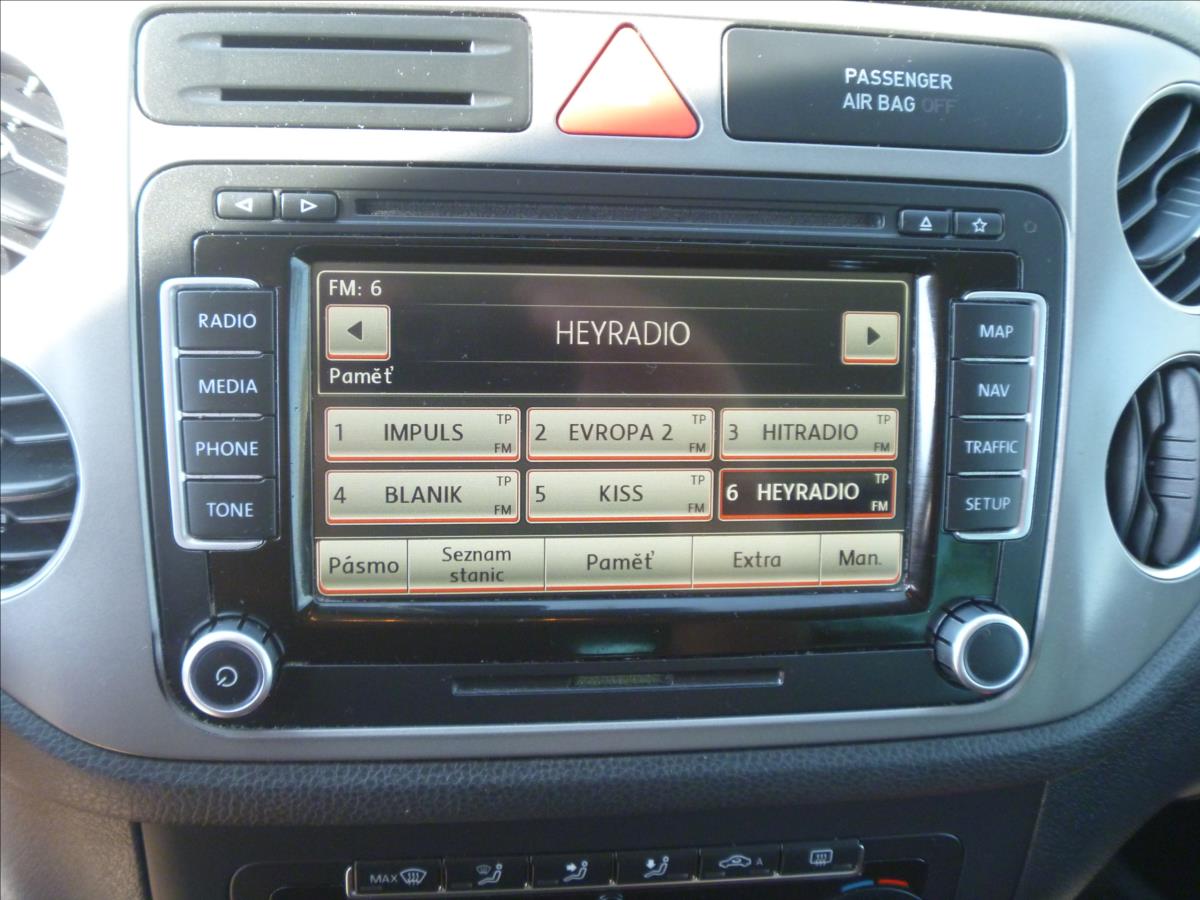 PASSENGER
AIR BAG OFF
RADIO
MEDIA
PHONE
TONE
FM: 6
HEYRADIO
Paměť
1 IMPULS TP FM
2 EVROPA 2 TP FM
3 HITRADIO TP FM
4 BLANIK TP FM
5 KISS TP FM
6 HEYRADIO TP FM
Pásmo
Seznam
stanic
Paměť
Extra
Man.
MAP
NAV
TRAFFIC
SETUP
MAX
A